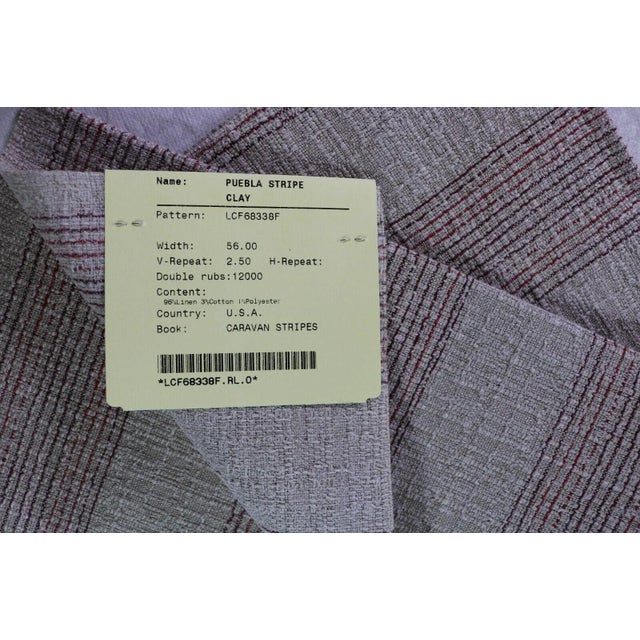 Name: PUEBLA STRIPE
CLAY
Pattern: LCF68338F
Width: 56.00
V-Repeat: 2.50 H-Repeat:
Double rubs:12000
Content:
96%Linen 3%Cotton 1%Polyester
Country: U.S.A.
Book: CARAVAN STRIPES
*LCF68338F.RL.0*